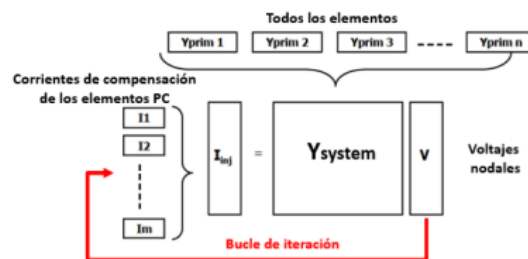 Todos los elementos
Yprim 1 Yprim 2 Yprim 3 Yprim n
Corrientes de compensación
de los elementos PC
I1
I2
Im
Iinj = Ysystem V
Voltajes
nodales
Bucle de iteración